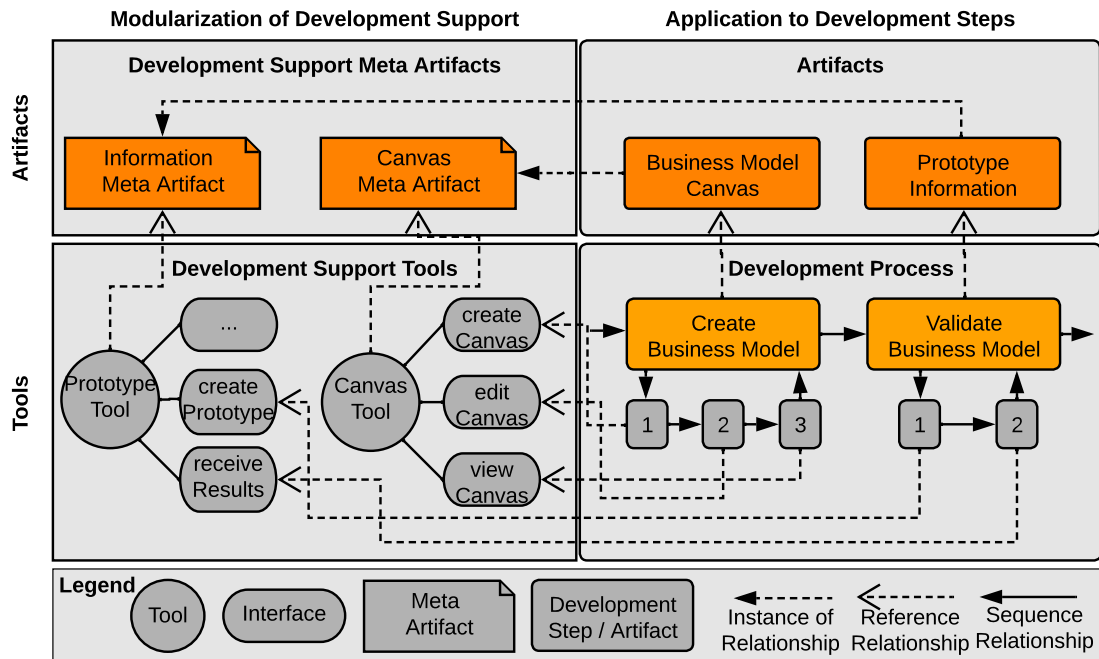 Modularization of Development Support
Application to Development Steps
Artifacts
Development Support Meta Artifacts
Artifacts
Information
Meta Artifact
Canvas
Meta Artifact
Business Model
Canvas
Prototype
Information
Tools
Development Support Tools
Development Process
...
create
Canvas
Create
Business Model
Validate
Business Model
Prototype
Tool
create
Prototype
Canvas
Tool
edit
Canvas
1
2
3
1
2
receive
Results
view
Canvas
Legend
Tool
Interface
Meta
Artifact
Development
Step / Artifact
Instance of
Relationship
Reference
Relationship
Sequence
Relationship